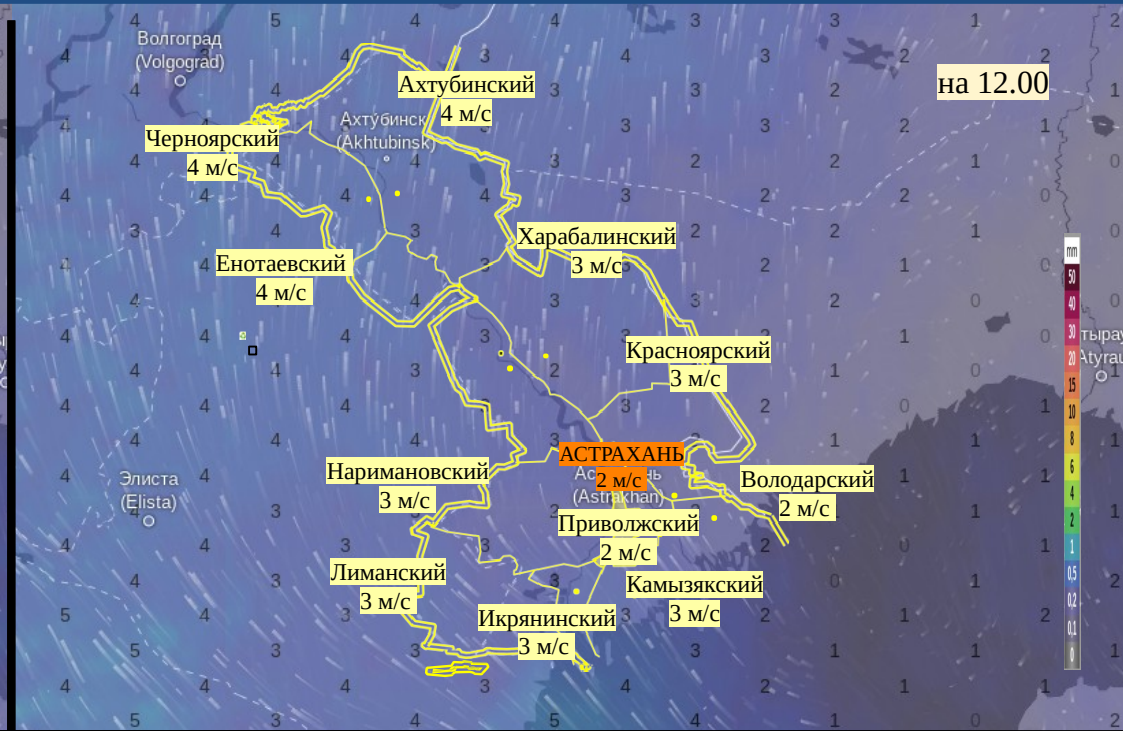 на 12.00
Волгоград
(Volgograd)
Ахтубинский
4 м/с
Ахтубинск
(Akhtubinsk)
Черноярский
4 м/с
Харабалинский
3 м/с
Енотаевский
4 м/с
Красноярский
3 м/с
АСТРАХАНЬ
2 м/с
(Astrakhan)
Наримановский
3 м/с
Володарский
2 м/с
Элиста
(Elista)
Приволжский
2 м/с
Лиманский
3 м/с
Камызякский
3 м/с
Икрянинский
3 м/с
тырау
Atyrau
mm
50
40
30
20
15
10
8
6
4
2
1
0,5
0,2
0,1
0